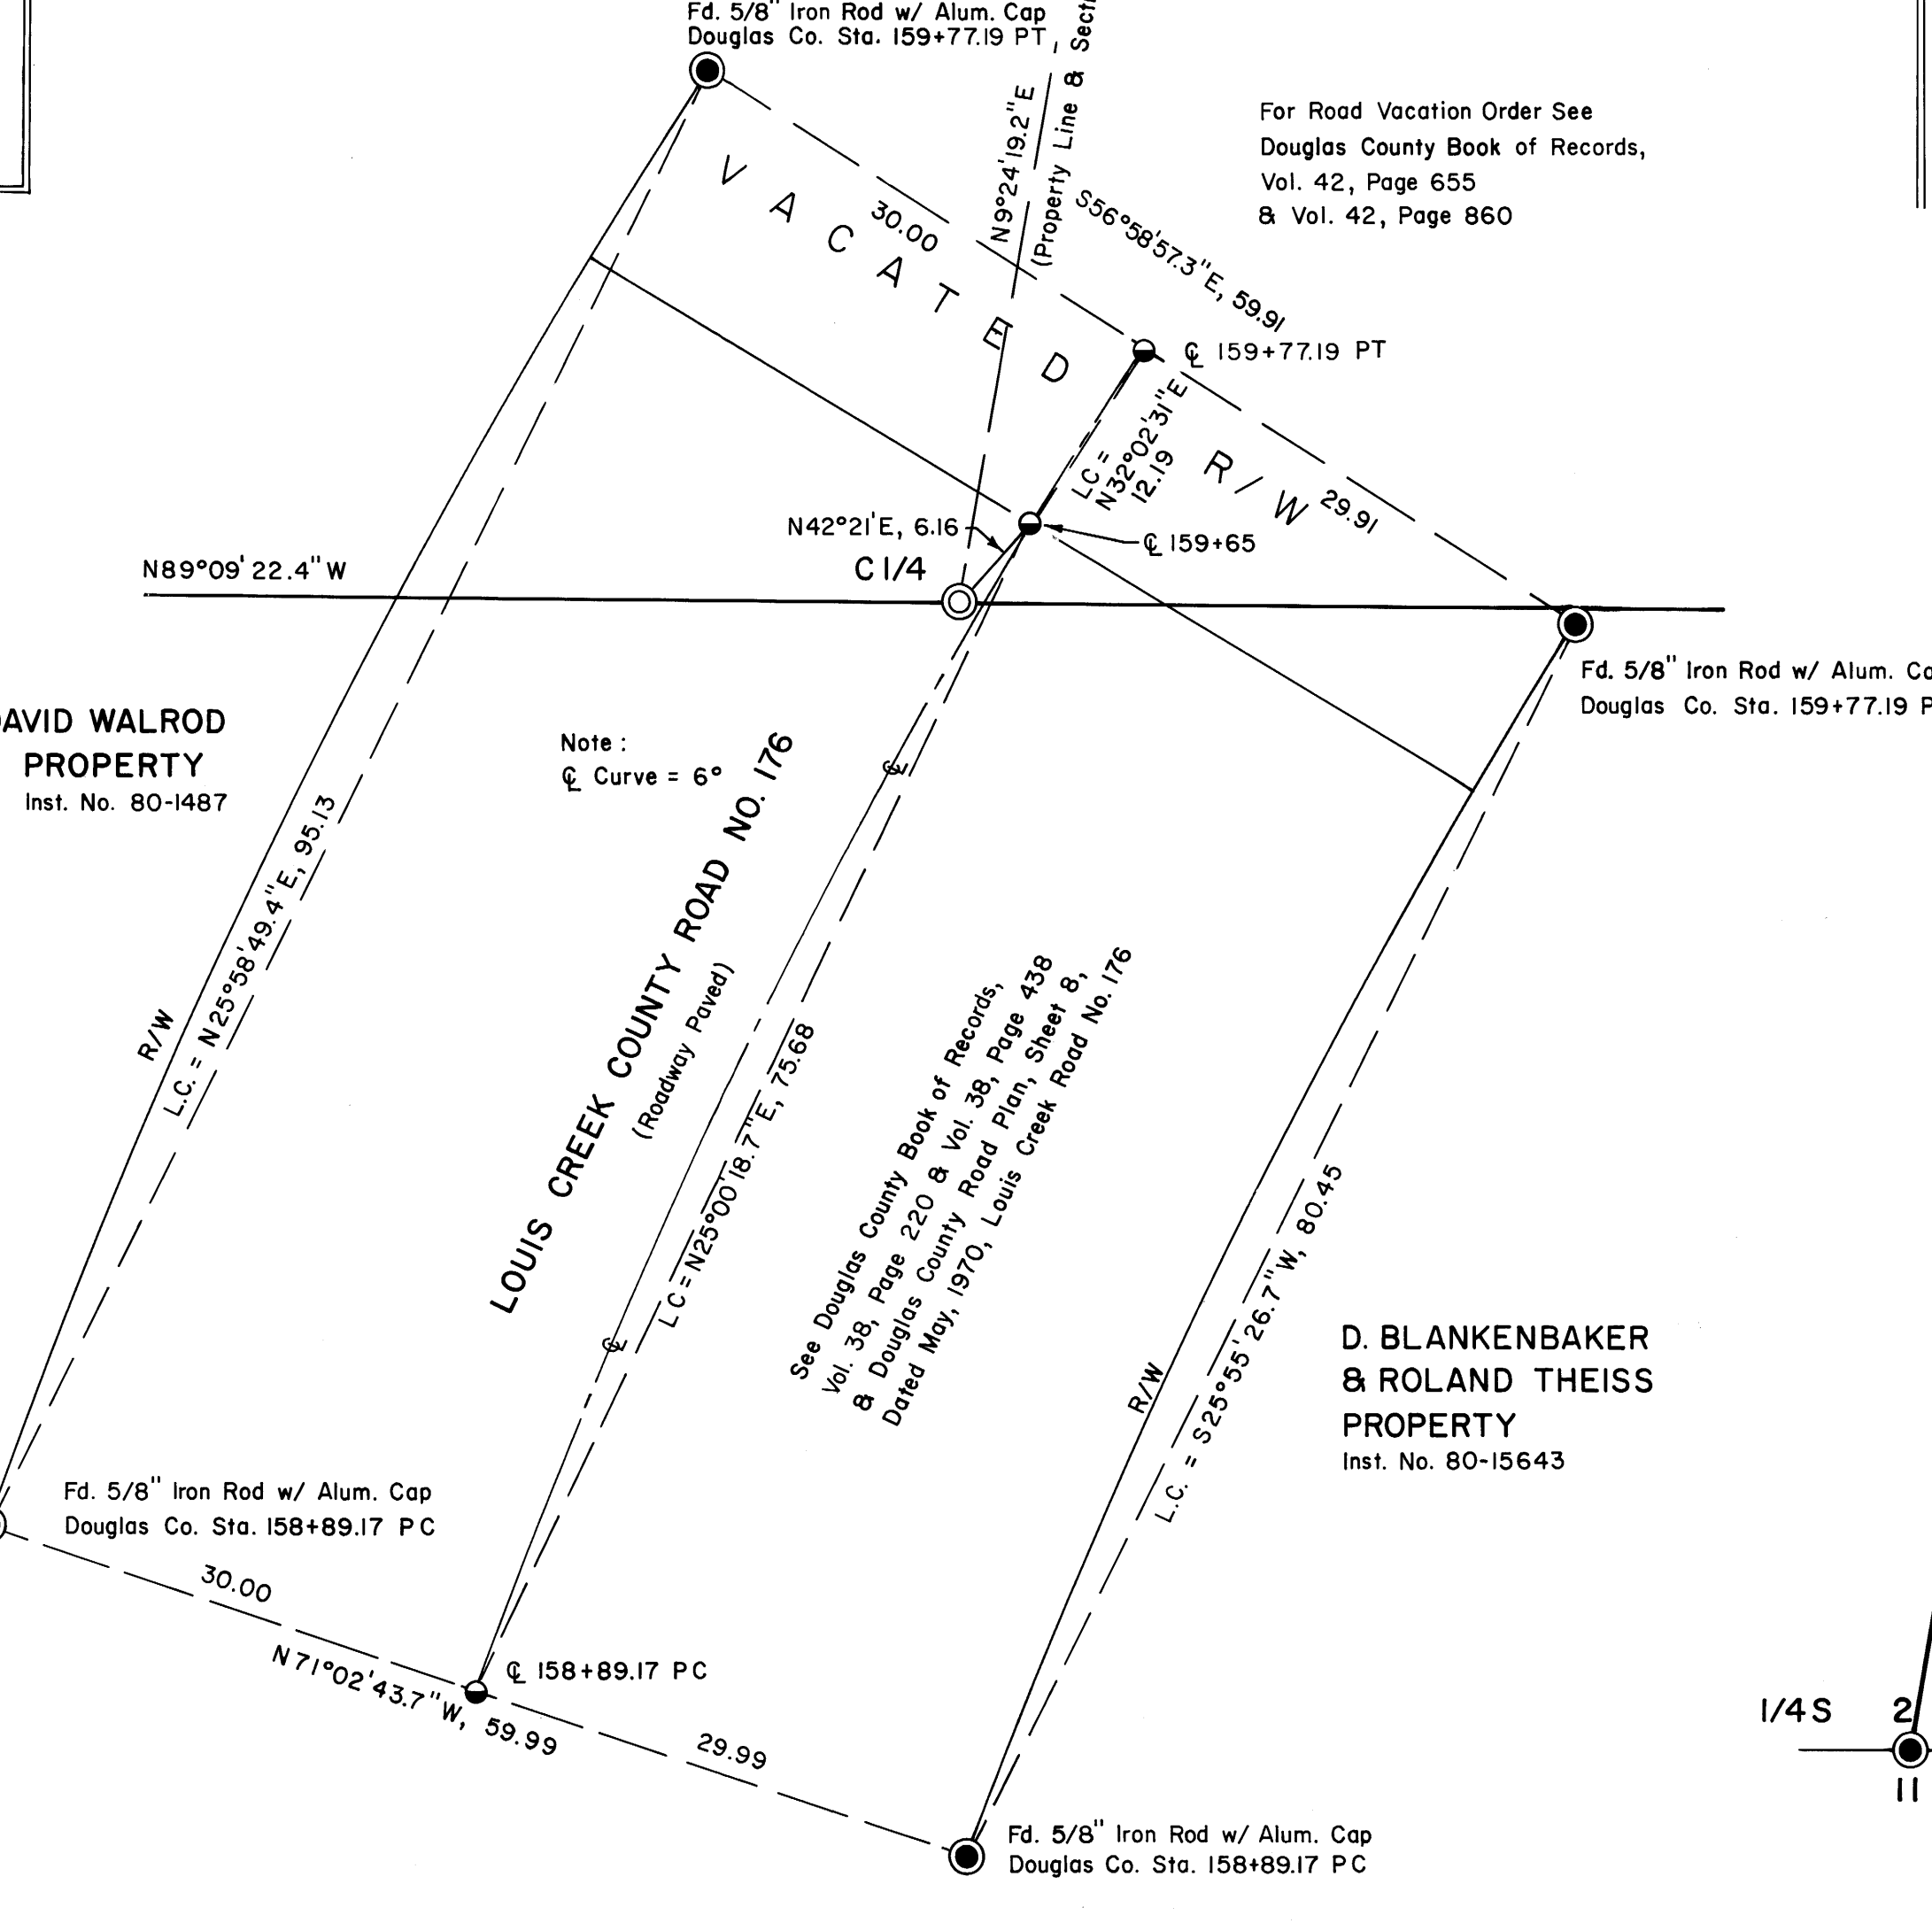 Fd. 5/8" Iron Rod w/ Alum. Cap
Douglas Co. Sta. 159+77.19 PT
N9°24'19.2"E
(Property Line &
For Road Vacation Order See
Douglas County Book of Records,
Vol. 42, Page 655
& Vol. 42, Page 860
VACATED
30.00
S56°58'57.3"E, 59.91
℄ 159+77.19 PT
LC =
N32°02'31"E
12.19
R/W
29.91
N42°21'E, 6.16
℄ 159+65
C 1/4
N89°09'22.4"W
Fd. 5/8" Iron Rod w/ Alum.
Douglas Co. Sta. 159+77.19
WALROD
PROPERTY
Inst. No. 80-1487
Note :
℄ Curve = 6°
R/W
L.C. = N25°58'49.4"E, 95.13
LOUIS CREEK COUNTY ROAD NO. 176
(Roadway Paved)
℄
℄
LC = N25°00'18.7"E, 75.68
See Douglas County Book of Records,
Vol. 38, Page 220 & Vol. 38, Page 438
& Douglas County Road Plan, Sheet 8,
Dated May, 1970, Louis Creek Road No. 176
R/W
L.C. = S25°55'26.7"W, 80.45
D. BLANKENBAKER
& ROLAND THEISS
PROPERTY
Inst. No. 80-15643
Fd. 5/8" Iron Rod w/ Alum. Cap
Douglas Co. Sta. 158+89.17 PC
30.00
N71°02'43.7"W, 59.99
℄ 158+89.17 PC
29.99
Fd. 5/8" Iron Rod w/ Alum. Cap
Douglas Co. Sta. 158+89.17 PC
1/4 S 2
11